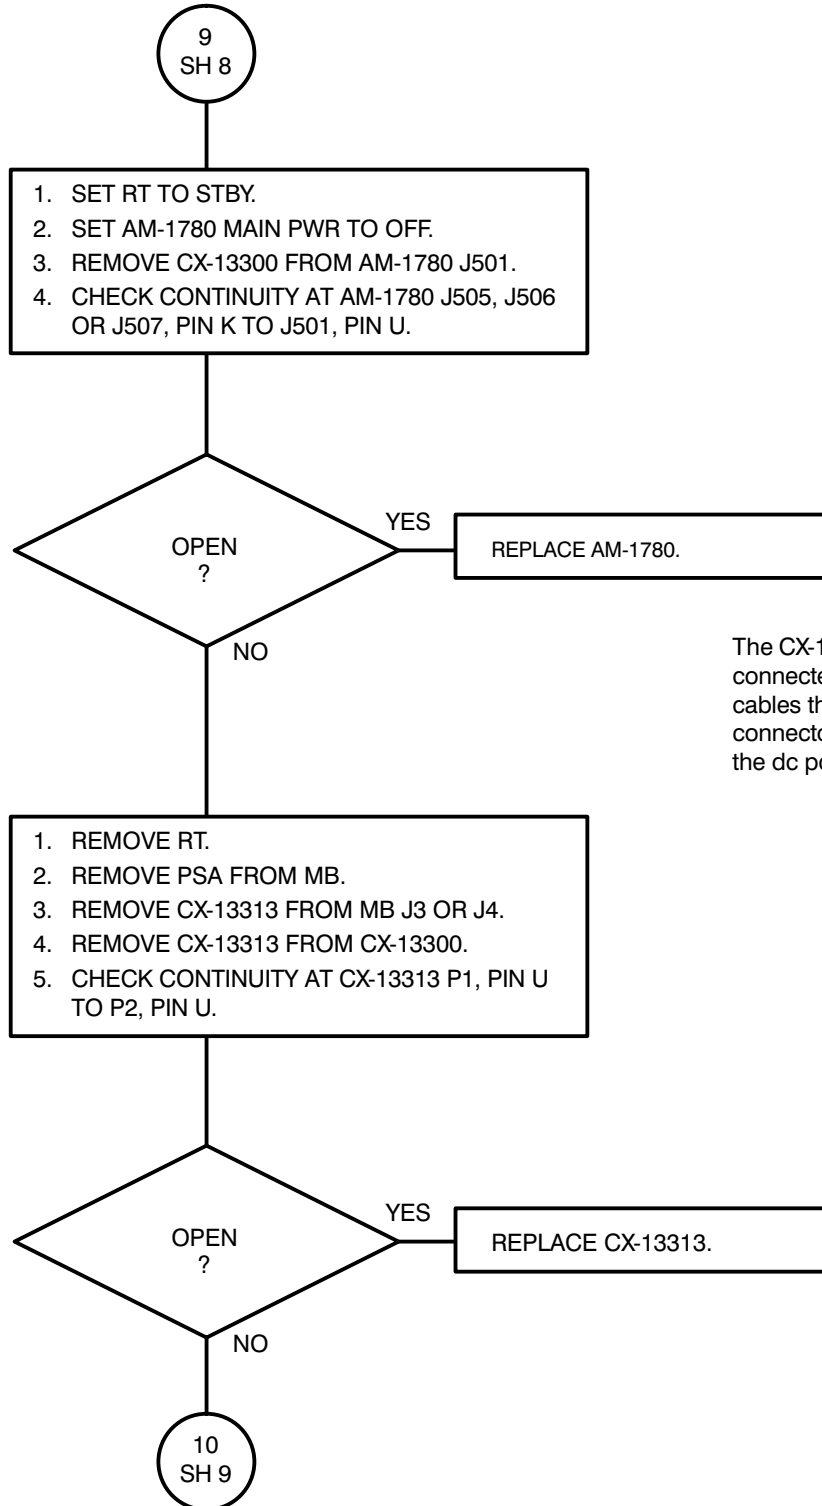 9
SH 8
1. SET RT TO STBY.
2. SET AM-1780 MAIN PWR TO OFF.
3. REMOVE CX-13300 FROM AM-1780 J501.
4. CHECK CONTINUITY AT AM-1780 J505, J506
OR J507, PIN K TO J501, PIN U.
OPEN
?
YES
REPLACE AM-1780.
NO
The
cables
the dc
1. REMOVE RT.
2. REMOVE PSA FROM MB.
3. REMOVE CX-13313 FROM MB J3 OR J4.
4. REMOVE CX-13313 FROM CX-13300.
5. CHECK CONTINUITY AT CX-13313 P1, PIN U
TO P2, PIN U.
OPEN
?
YES
REPLACE CX-13313.
NO
10
SH 9